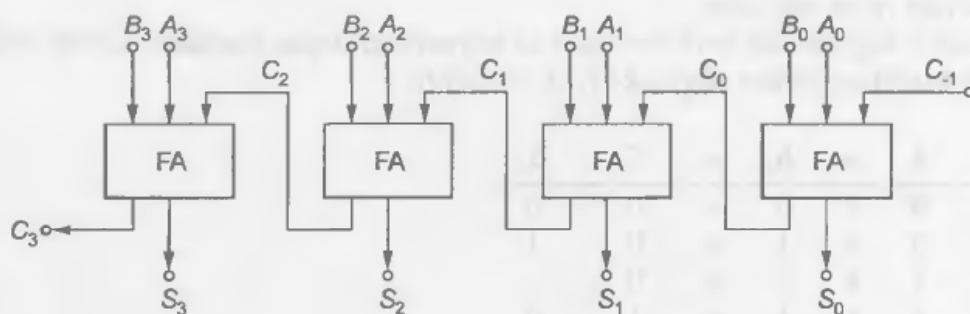 B₃ A₃ B₂ A₂ B₁ A₁ B₀ A₀
C₂ C₁ C₀ C₋₁
FA FA FA FA
C₃
S₃ S₂ S₁ S₀